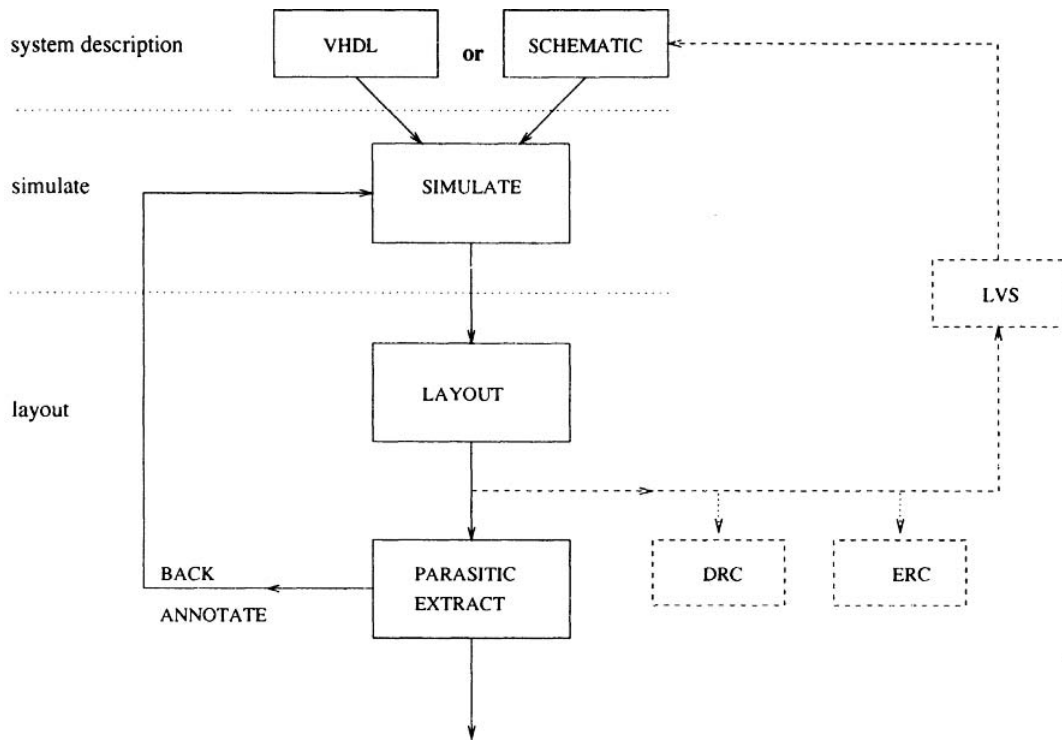 system description
VHDL
or
SCHEMATIC
simulate
SIMULATE
LVS
LAYOUT
layout
BACK
ANNOTATE
PARASITIC
EXTRACT
DRC
ERC